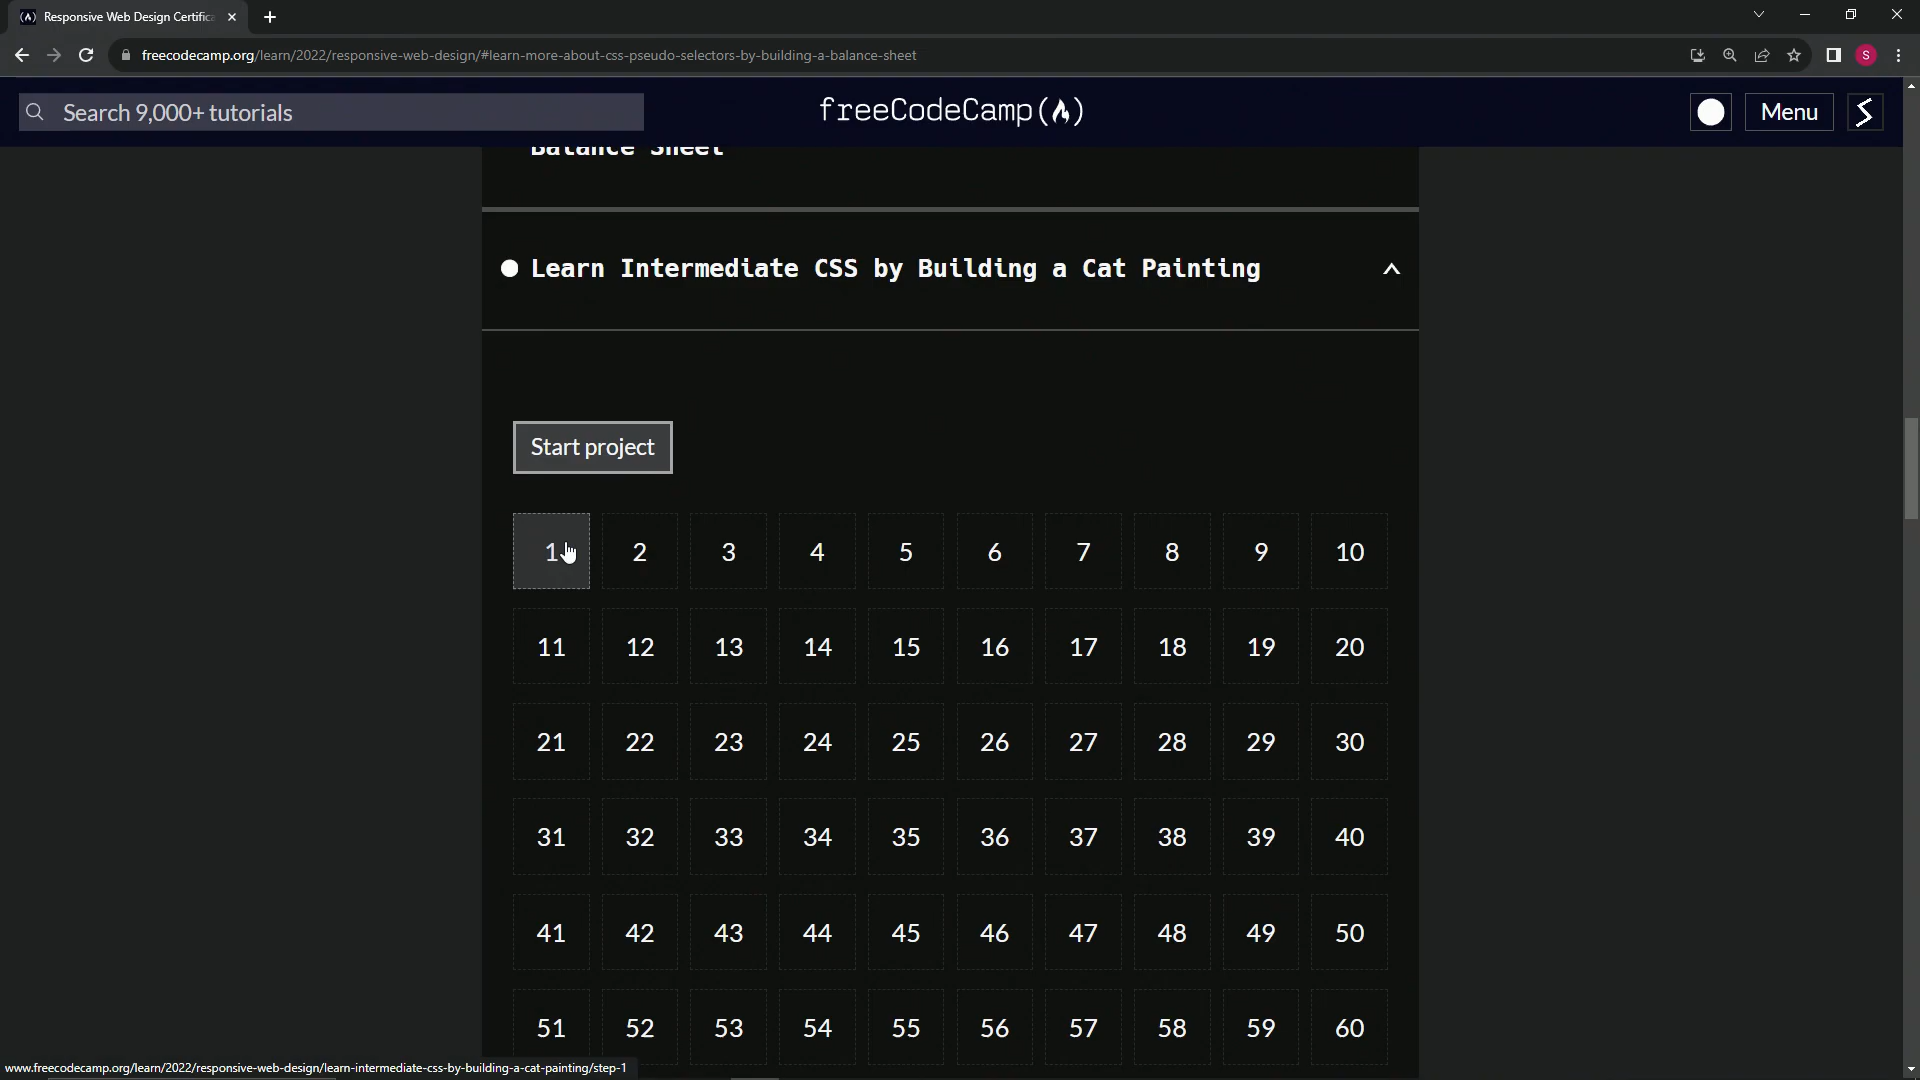 Responsive Web Design Certifica
freecodecamp.org/learn/2022/responsive-web-design/#learn-more-about-css-pseudo-selectors-by-building-a-balance-sheet
S
Search 9,000+ tutorials
freeCodeCamp(🔥)
Menu
Balance Sheet
Learn Intermediate CSS by Building a Cat Painting
Start project
1 2 3 4 5 6 7 8 9 10
11 12 13 14 15 16 17 18 19 20
21 22 23 24 25 26 27 28 29 30
31 32 33 34 35 36 37 38 39 40
41 42 43 44 45 46 47 48 49 50
51 52 53 54 55 56 57 58 59 60
www.freecodecamp.org/learn/2022/responsive-web-design/learn-intermediate-css-by-building-a-cat-painting/step-1